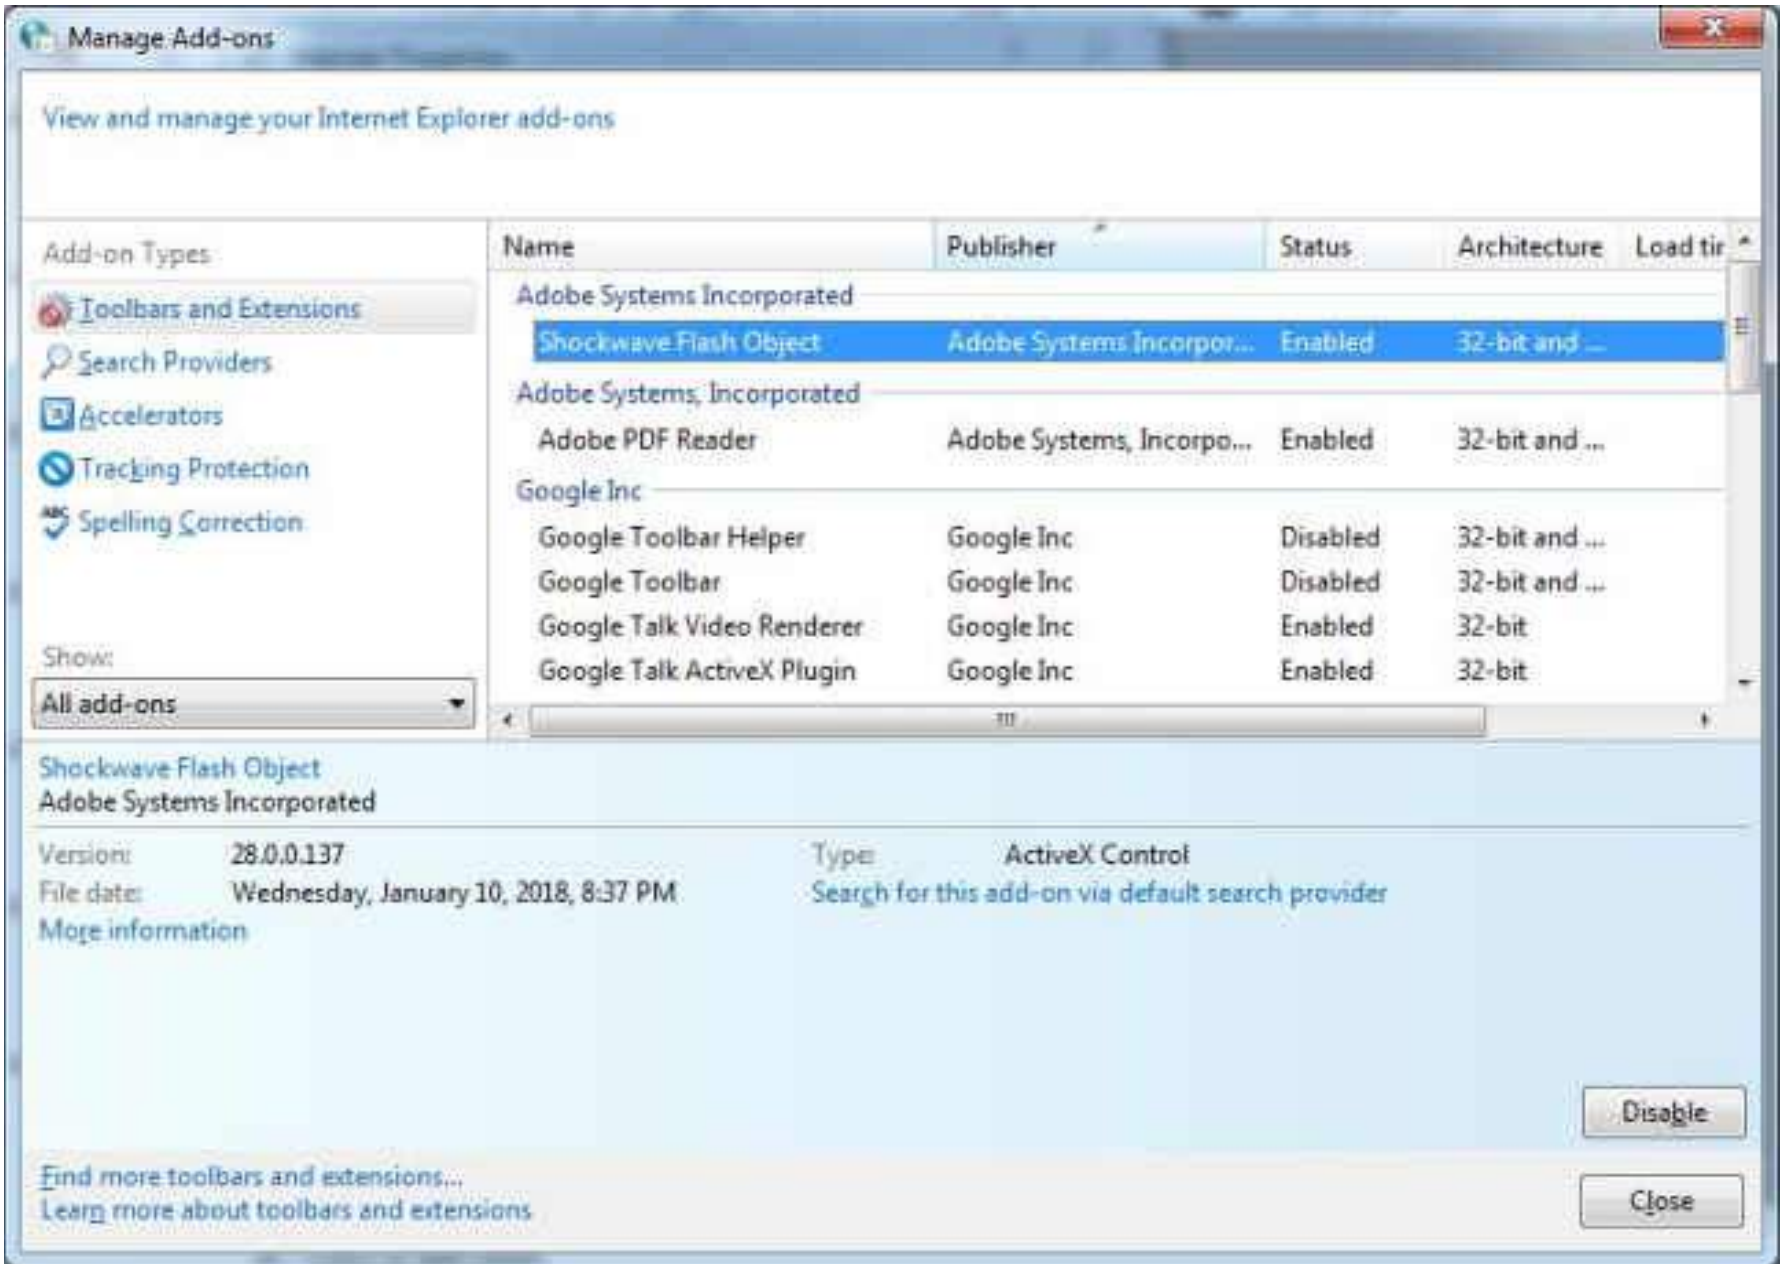 Manage Add-ons
View and manage your Internet Explorer add-ons
Add-on Types
Toolbars and Extensions
Search Providers
Accelerators
Tracking Protection
Spelling Correction
Show:
All add-ons
Name Publisher Status Architecture Load tir
Adobe Systems Incorporated
Shockwave Flash Object Adobe Systems Incorpor... Enabled 32-bit and ...
Adobe Systems, Incorporated
Adobe PDF Reader Adobe Systems, Incorpo... Enabled 32-bit and ...
Google Inc
Google Toolbar Helper Google Inc Disabled 32-bit and ...
Google Toolbar Google Inc Disabled 32-bit and ...
Google Talk Video Renderer Google Inc Enabled 32-bit
Google Talk ActiveX Plugin Google Inc Enabled 32-bit
Shockwave Flash Object
Adobe Systems Incorporated
Version: 28.0.0.137 Type: ActiveX Control
File date: Wednesday, January 10, 2018, 8:37 PM Search for this add-on via default search provider
More information
Disable
Find more toolbars and extensions...
Learn more about toolbars and extensions
Close